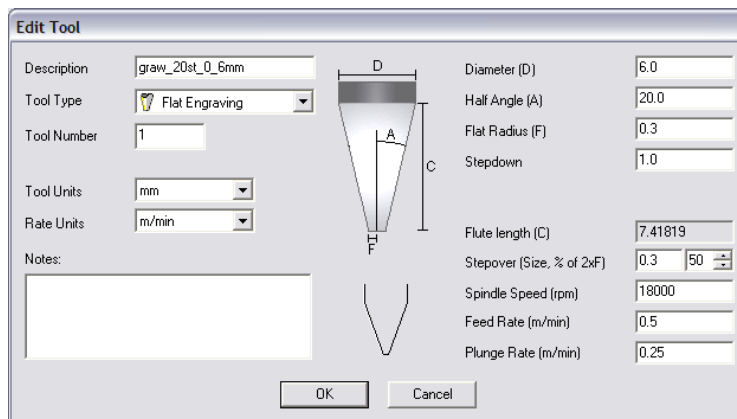 Edit Tool
Description graw_20st_0_6mm
Tool Type Flat Engraving
Tool Number 1
Tool Units mm
Rate Units m/min
Notes:
D
A
C
F
Diameter (D) 6.0
Half Angle (A) 20.0
Flat Radius (F) 0.3
Stepdown 1.0
Flute length (C) 7.41819
Stepover (Size, % of 2xF) 0.3 50
Spindle Speed (rpm) 18000
Feed Rate (m/min) 0.5
Plunge Rate (m/min) 0.25
OK Cancel